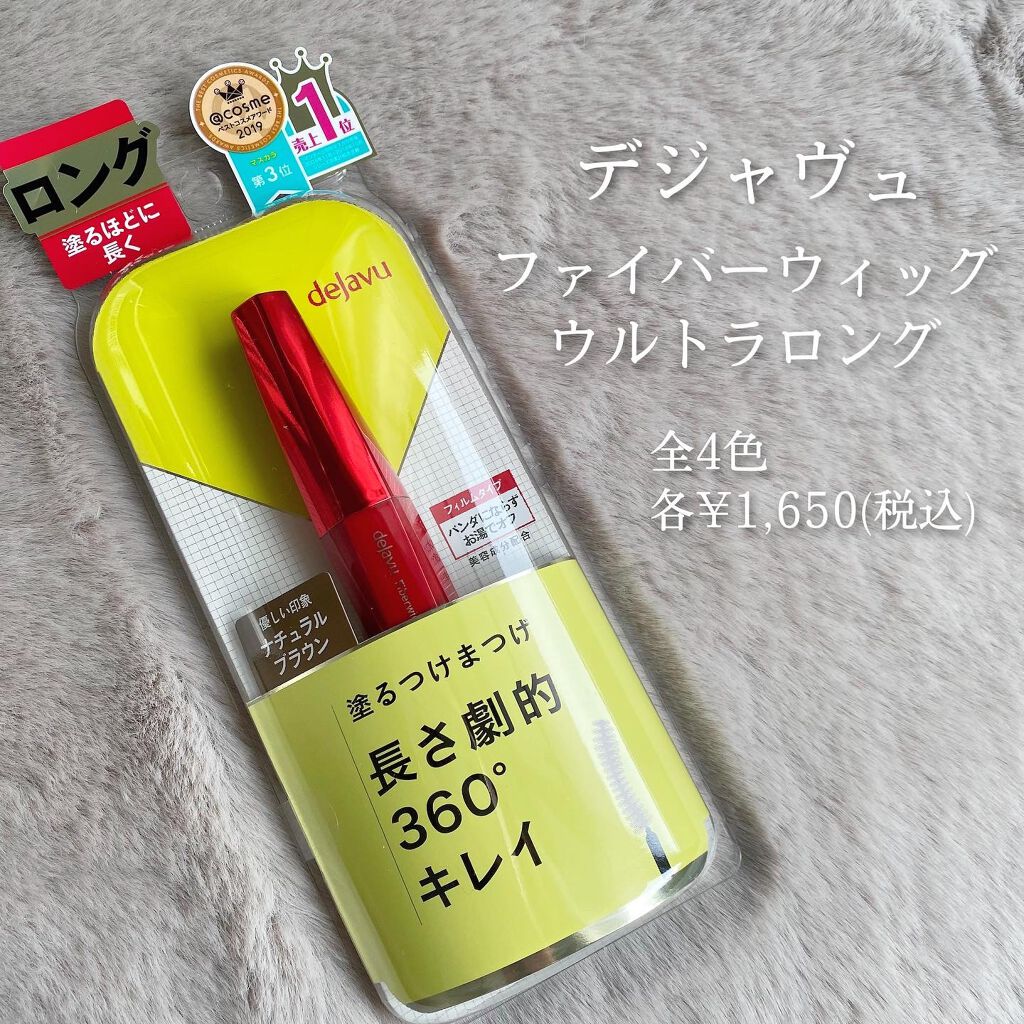 @cosme
ベストコスメアワード
2019
マスカラ
第3位
売上1位
ロング
塗るほどに
長く
dejavu
デジャヴュ
ファイバーウィッグ
ウルトラロング
全4色
各¥1,650(税込)
フィルムタイプ
パンダにならず
お湯でオフ
美容成分配合
dejavu Fiberw
優しい印象
ナチュラル
ブラウン
塗るつけまつげ
長さ劇的
360°
キレイ